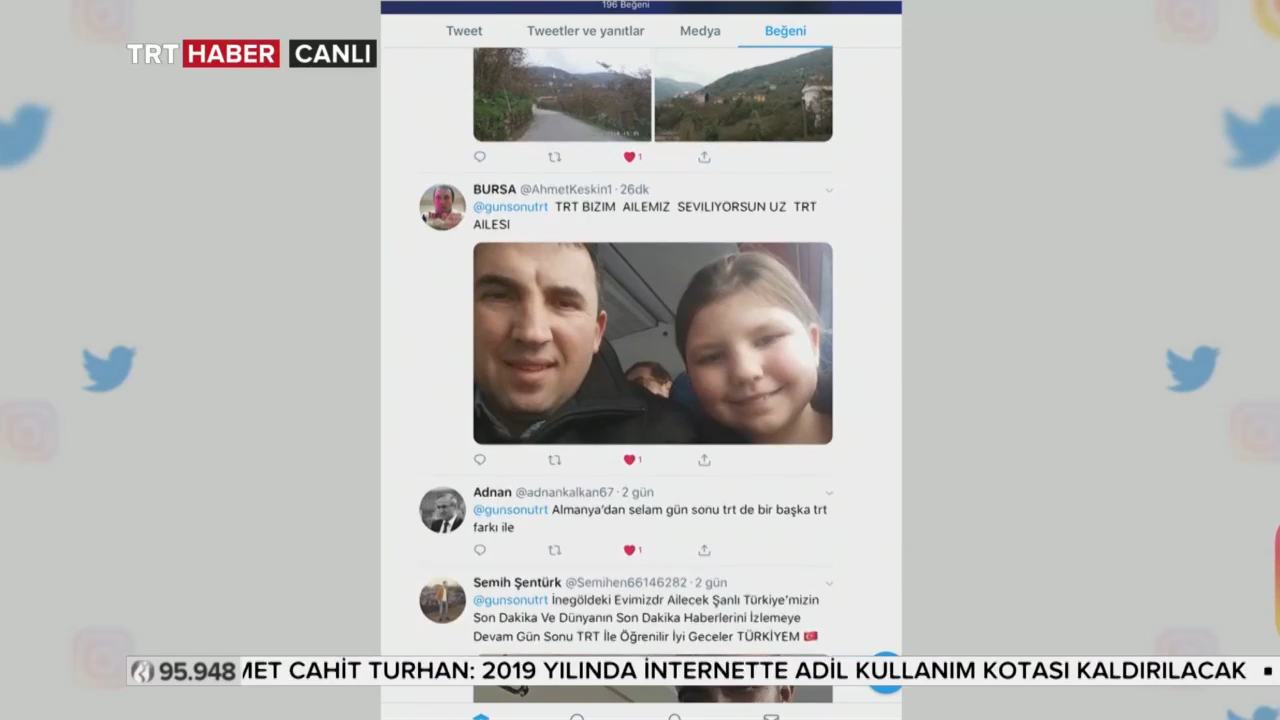 196 Beğeni
TRT HABER CANLI
Tweet Tweetler ve yanıtlar Medya Beğeni
1
BURSA @AhmetKeskin1 · 26dk
@gunsonutrt TRT BIZIM AILEMIZ SEVILIYORSUN UZ TRT
AILESI
1
Adnan @adnankalkan67 · 2 gün
@gunsonutrt Almanya'dan selam gün sonu trt de bir başka trt
farkı ile
1
Semih Şentürk @Semihen66146282 · 2 gün
@gunsonutrt İnegöldeki Evimizdr Ailecek Şanlı Türkiye'mizin
Son Dakika Ve Dünyanın Son Dakika Haberlerini İzlemeye
Devam Gün Sonu TRT İle Öğrenilir İyi Geceler TÜRKİYEM 🇹🇷
95.948 MET CAHİT TURHAN: 2019 YILINDA İNTERNETTE ADİL KULLANIM KOTASI KALDIRILACAK